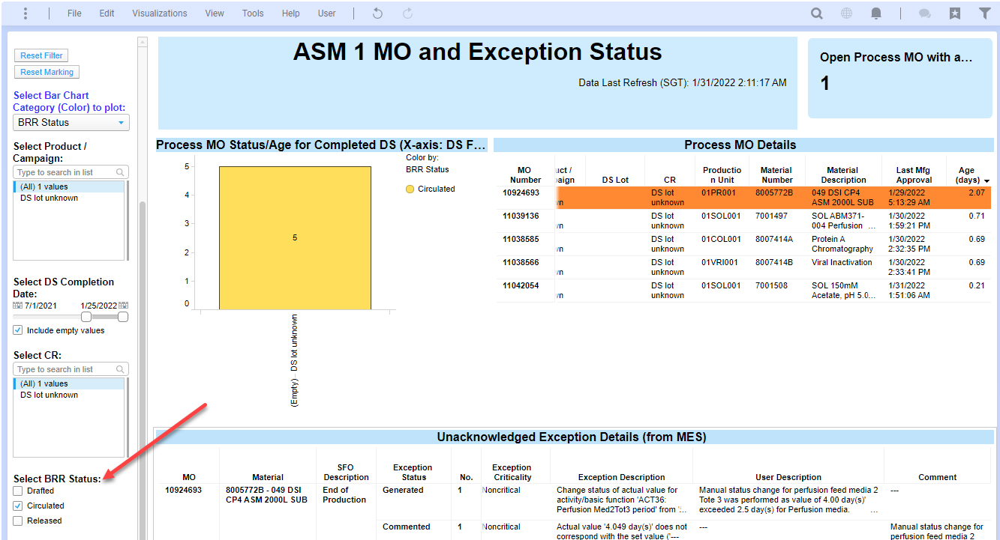 File Edit Visualizations View Tools Help User
Reset Filter
Reset Marking
Select Bar Chart
Category (Color) to plot:
BRR Status
Select Product /
Campaign:
Type to search in list
(All) 1 values
DS lot unknown
Select DS Completion
Date:
7/1/2021 1/25/2022
Include empty values
Select CR:
Type to search in list
(All) 1 values
DS lot unknown
Select BRR Status:
Drafted
Circulated
Released
ASM 1 MO and Exception Status
Data Last Refresh (SGT): 1/31/2022 2:11:17 AM
Open Process MO with a…
1
Process MO Status/Age for Completed DS (X-axis: DS F…
5
4
3
2
1
0
5
(Empty) - DS lot unknown
Color by:
BRR Status
Circulated
Process MO Details
MO
Number
uct /
aign
DS Lot
CR
Productio
n Unit
Material
Number
Material
Description
Last Mfg
Approval
Age
(days)
10924693 DS lot 01PR001 8005772B 049 DSI CP4 1/29/2022 2.07
wn unknown ASM 2000L SUB 5:13:29 AM
11039136 DS lot 01SOL001 7001497 SOL ABM371- 1/30/2022 0.71
wn unknown 004 Perfusion … 1:59:21 PM
11038585 DS lot 01COL001 8007414A Protein A 1/30/2022 0.69
wn unknown Chromatography 2:32:35 PM
11038566 DS lot 01VRI001 8007414B Viral Inactivation 1/30/2022 0.69
wn unknown 2:33:41 PM
11042054 DS lot 01SOL001 7001508 SOL 150mM 1/31/2022 0.21
wn unknown Acetate, pH 5.0… 1:51:06 AM
Unacknowledged Exception Details (from MES)
MO
Material
SFO
Description
Exception
Status
No.
Exception
Criticality
Exception Description
User Description
Comment
10924693
8005772B - 049 DSI
CP4 ASM 2000L SUB
End of
Production
Generated
1
Noncritical
Change status of actual value for
activity/basic function 'ACT36:
Perfusion Med2Tot3 period' from '…
Manual status change for perfusion feed media 2
Tote 3 was performed as value of 4.00 day(s)'
exceeded 2.5 day(s) for Perfusion media. …
---
Commented
1
Noncritical
Actual value '4.049 day(s)' does not
correspond with the set value ('---
---
Manual status change for
perfusion feed media 2